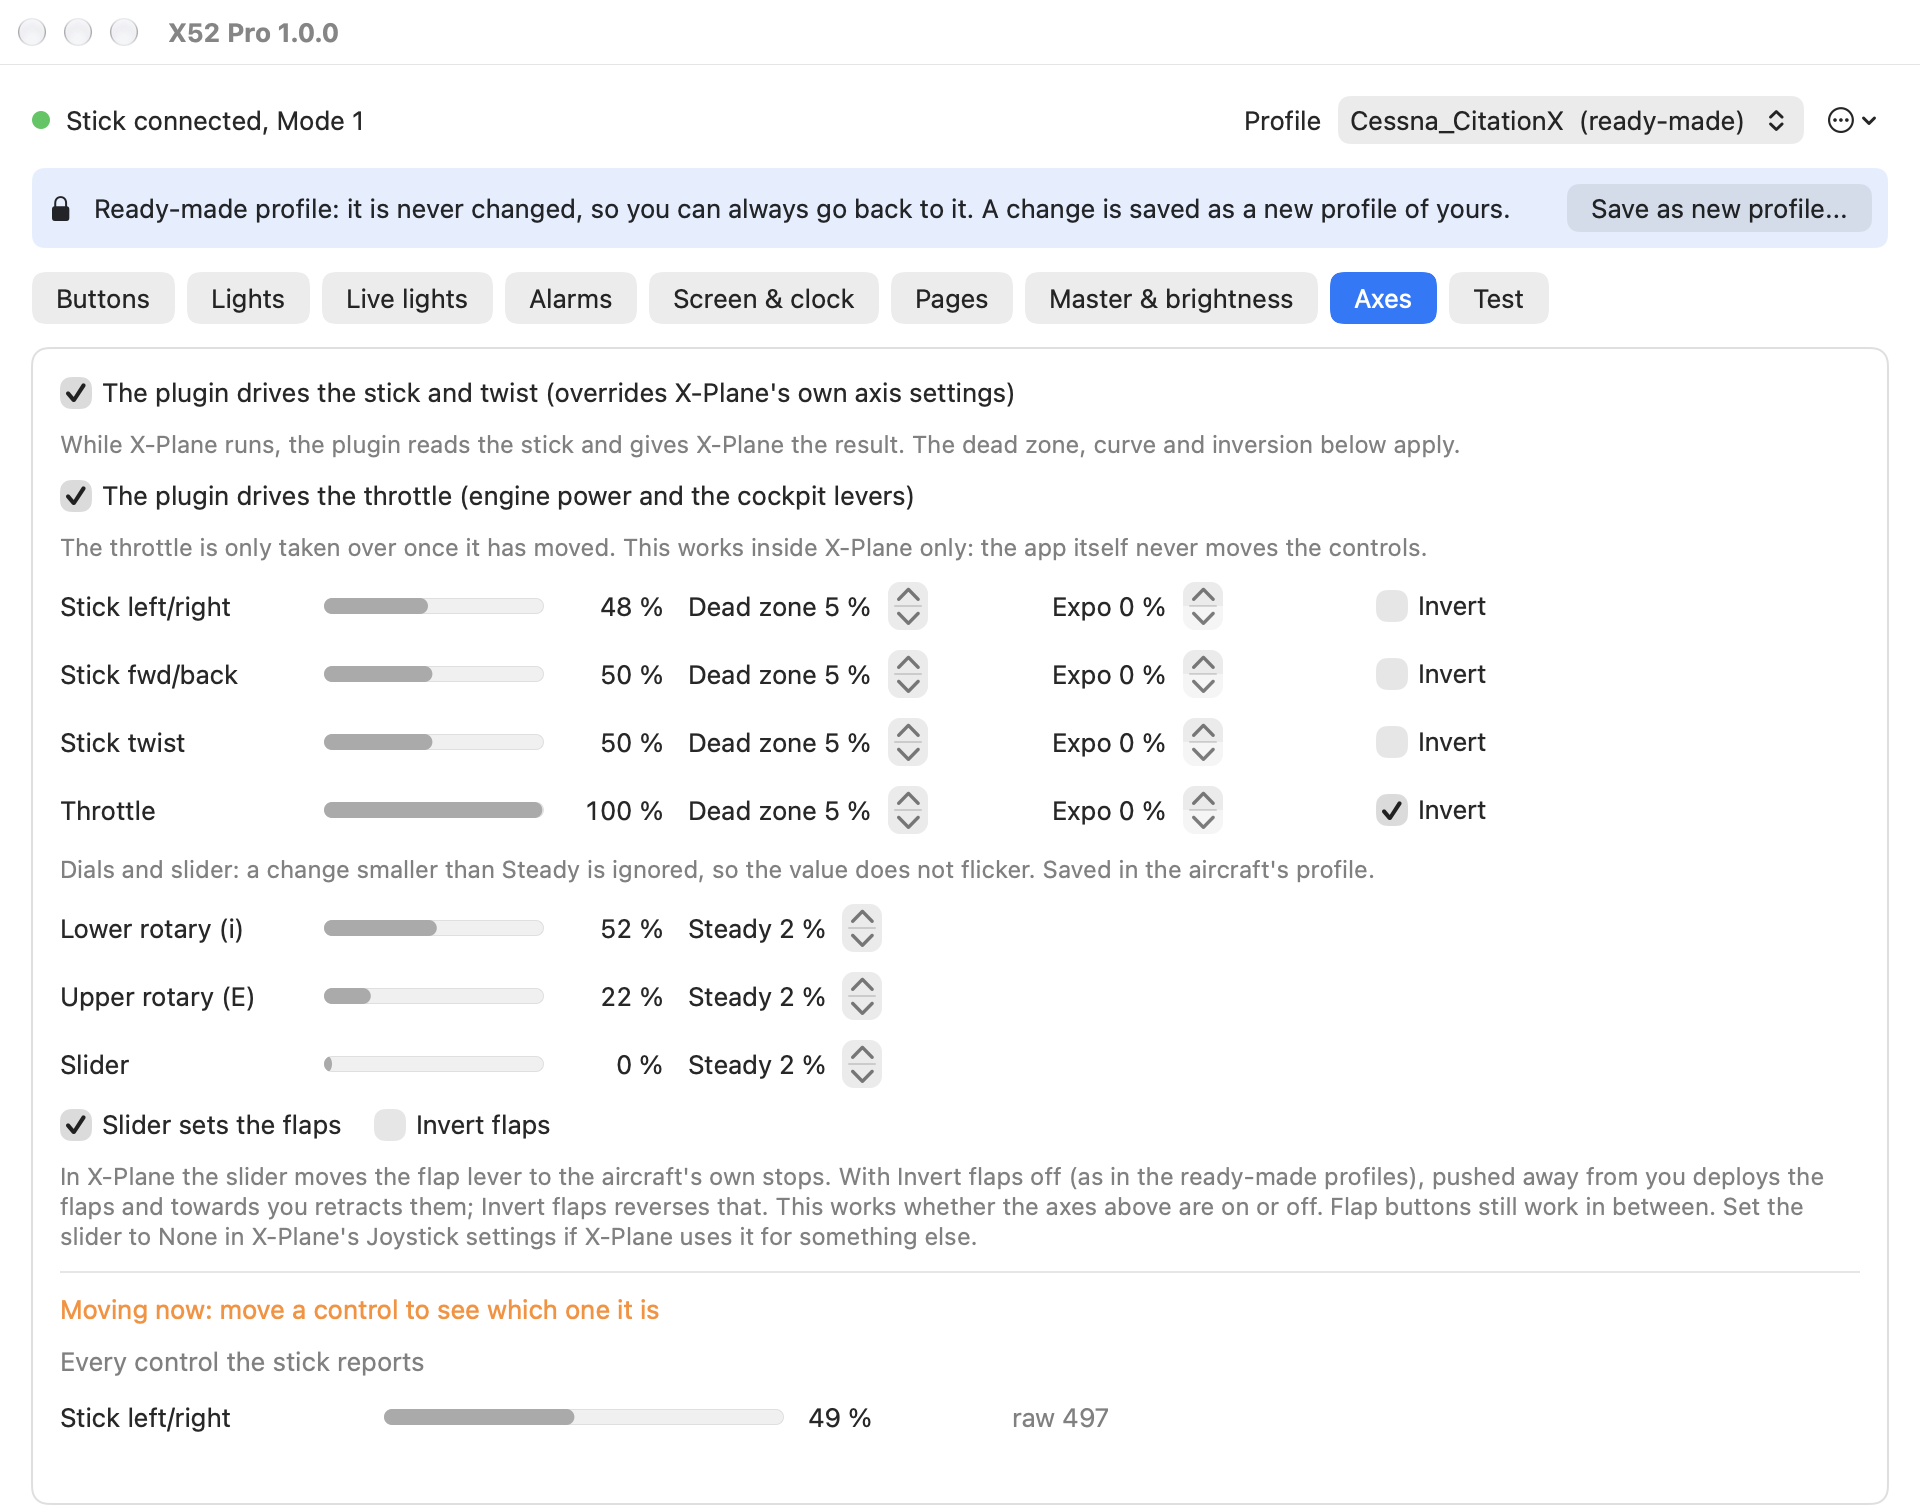 X52 Pro 1.0.0
Stick connected, Mode 1
Profile
Cessna_CitationX (ready-made)
Ready-made profile: it is never changed, so you can always go back to it. A change is saved as a new profile of yours.
Save as new profile...
Buttons
Lights
Live lights
Alarms
Screen & clock
Pages
Master & brightness
Axes
Test
The plugin drives the stick and twist (overrides X-Plane's own axis settings)
While X-Plane runs, the plugin reads the stick and gives X-Plane the result. The dead zone, curve and inversion below apply.
The plugin drives the throttle (engine power and the cockpit levers)
The throttle is only taken over once it has moved. This works inside X-Plane only: the app itself never moves the controls.
Stick left/right 48 % Dead zone 5 % Expo 0 % Invert
Stick fwd/back 50 % Dead zone 5 % Expo 0 % Invert
Stick twist 50 % Dead zone 5 % Expo 0 % Invert
Throttle 100 % Dead zone 5 % Expo 0 % Invert
Dials and slider: a change smaller than Steady is ignored, so the value does not flicker. Saved in the aircraft's profile.
Lower rotary (i) 52 % Steady 2 %
Upper rotary (E) 22 % Steady 2 %
Slider 0 % Steady 2 %
Slider sets the flaps Invert flaps
In X-Plane the slider moves the flap lever to the aircraft's own stops. With Invert flaps off (as in the ready-made profiles), pushed away from you deploys the
flaps and towards you retracts them; Invert flaps reverses that. This works whether the axes above are on or off. Flap buttons still work in between. Set the
slider to None in X-Plane's Joystick settings if X-Plane uses it for something else.
Moving now: move a control to see which one it is
Every control the stick reports
Stick left/right 49 % raw 497